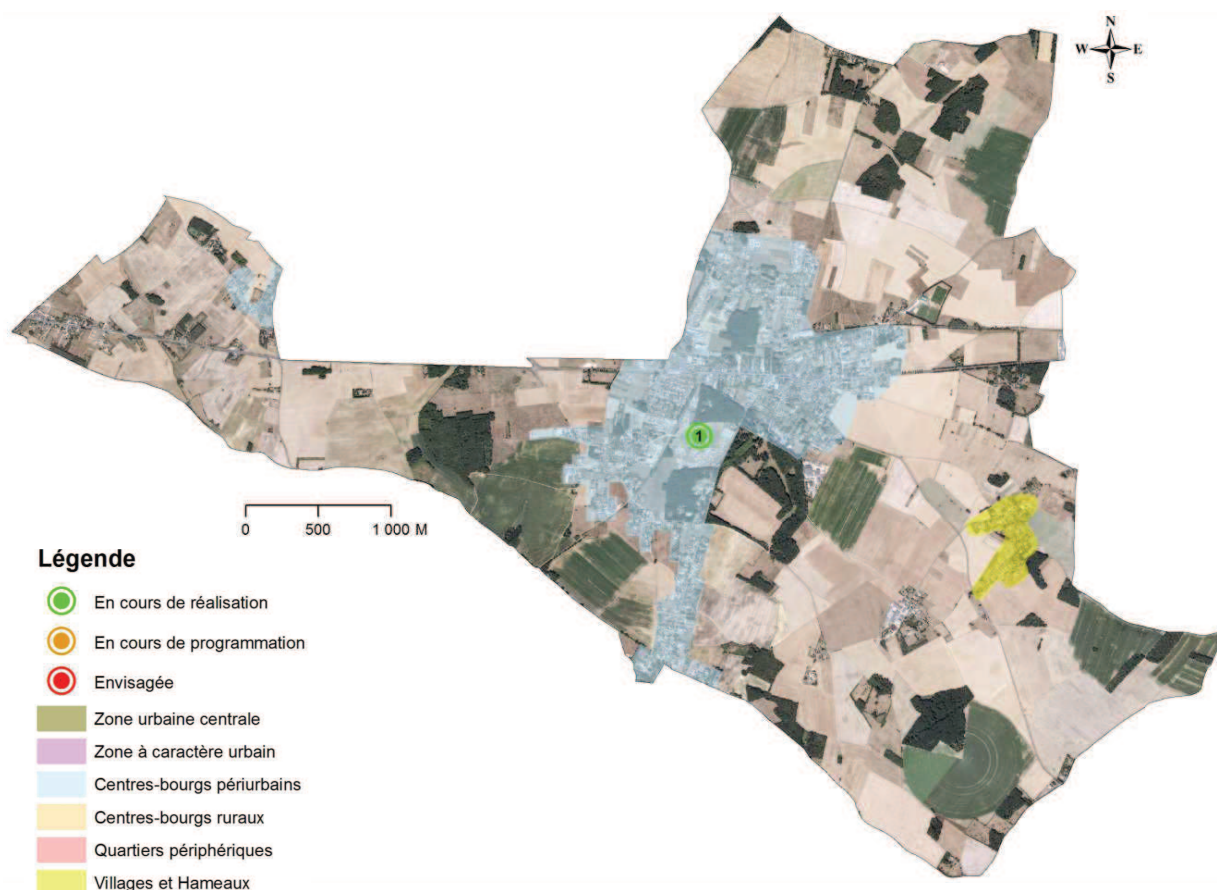 N
W E
S
1
0 500 1 000 M
Légende
En cours de réalisation
En cours de programmation
Envisagée
Zone urbaine centrale
Zone à caractère urbain
Centres-bourgs périurbains
Centres-bourgs ruraux
Quartiers périphériques
Villages et Hameaux